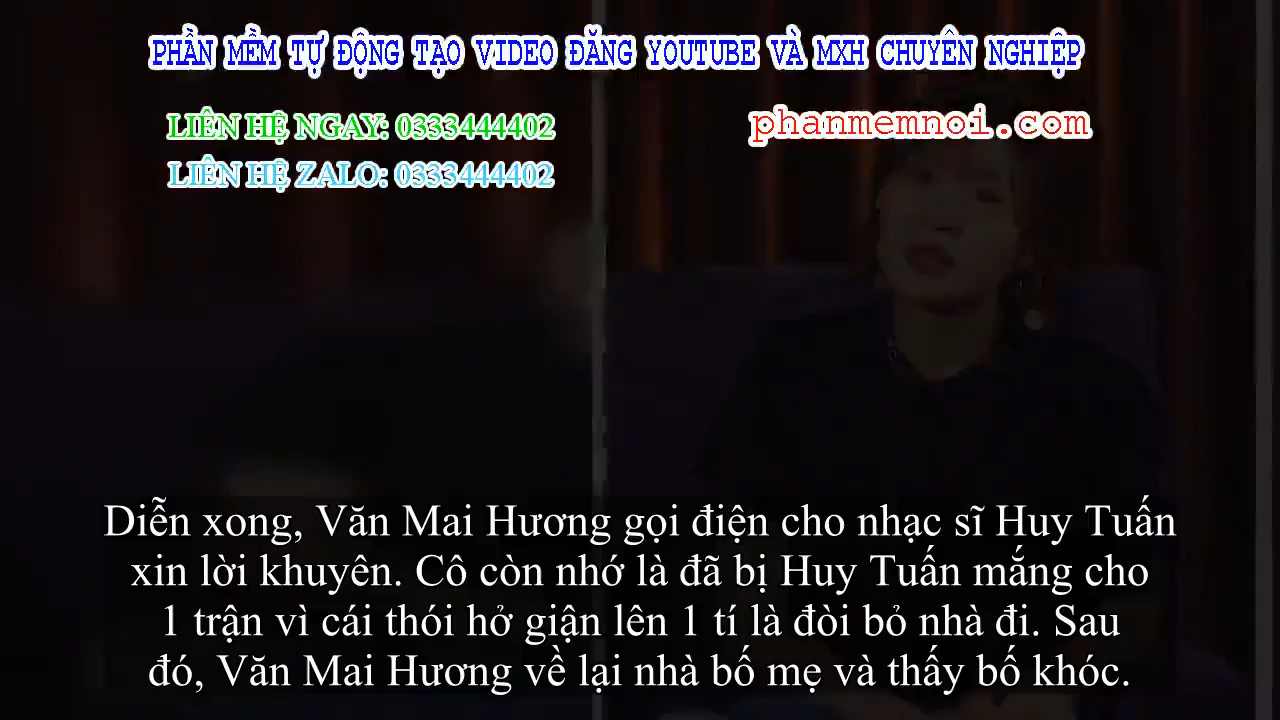 PHẦN MỀM TỰ ĐỘNG TẠO VIDEO ĐĂNG YOUTUBE VÀ MXH CHUYÊN NGHIỆP
LIÊN HỆ NGAY: 0333444402
phanmemnoi.com
LIÊN HỆ ZALO: 0333444402
Diễn xong, Văn Mai Hương gọi điện cho nhạc sĩ Huy Tuấn
xin lời khuyên. Cô còn nhớ là đã bị Huy Tuấn mắng cho
1 trận vì cái thói hở giận lên 1 tí là đòi bỏ nhà đi. Sau
đó, Văn Mai Hương về lại nhà bố mẹ và thấy bố khóc.